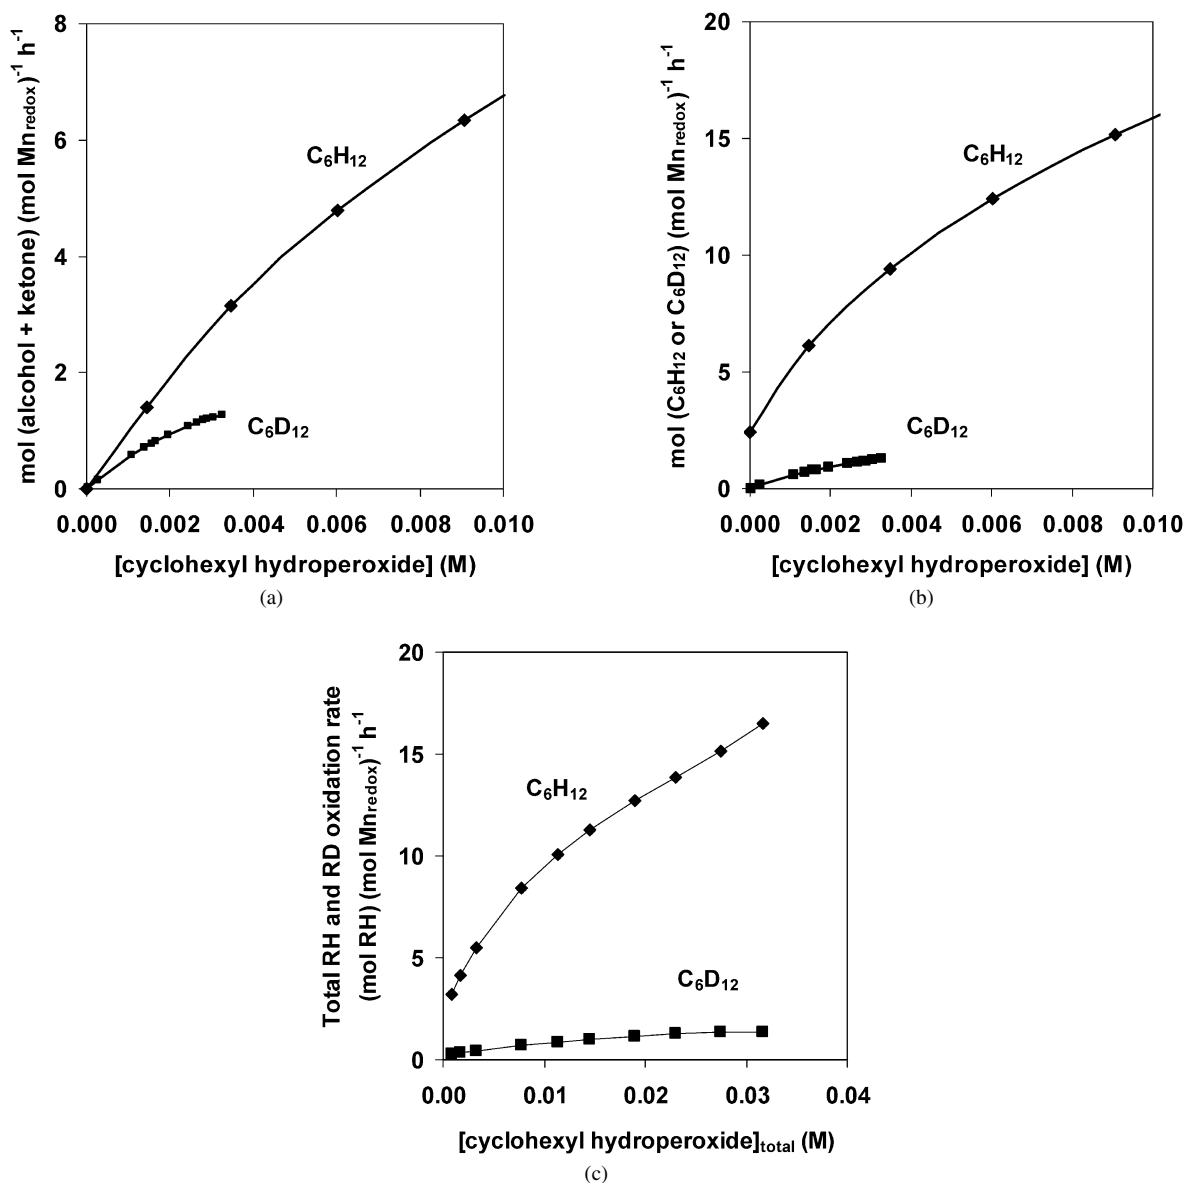 mol (alcohol + ketone) (mol Mnredox)-1 h-1
8
6
4
2
0
C6H12
C6D12
0.000 0.002 0.004 0.006 0.008 0.010
[cyclohexyl hydroperoxide] (M)
(a)
mol (C6H12 or C6D12) (mol Mnredox)-1 h-1
20
15
10
5
0
C6H12
C6D12
0.000 0.002 0.004 0.006 0.008 0.010
[cyclohexyl hydroperoxide] (M)
(b)
Total RH and RD oxidation rate
(mol RH) (mol Mnredox)-1 h-1
20
15
10
5
0
C6H12
C6D12
0.00 0.01 0.02 0.03 0.04
[cyclohexyl hydroperoxide]total (M)
(c)